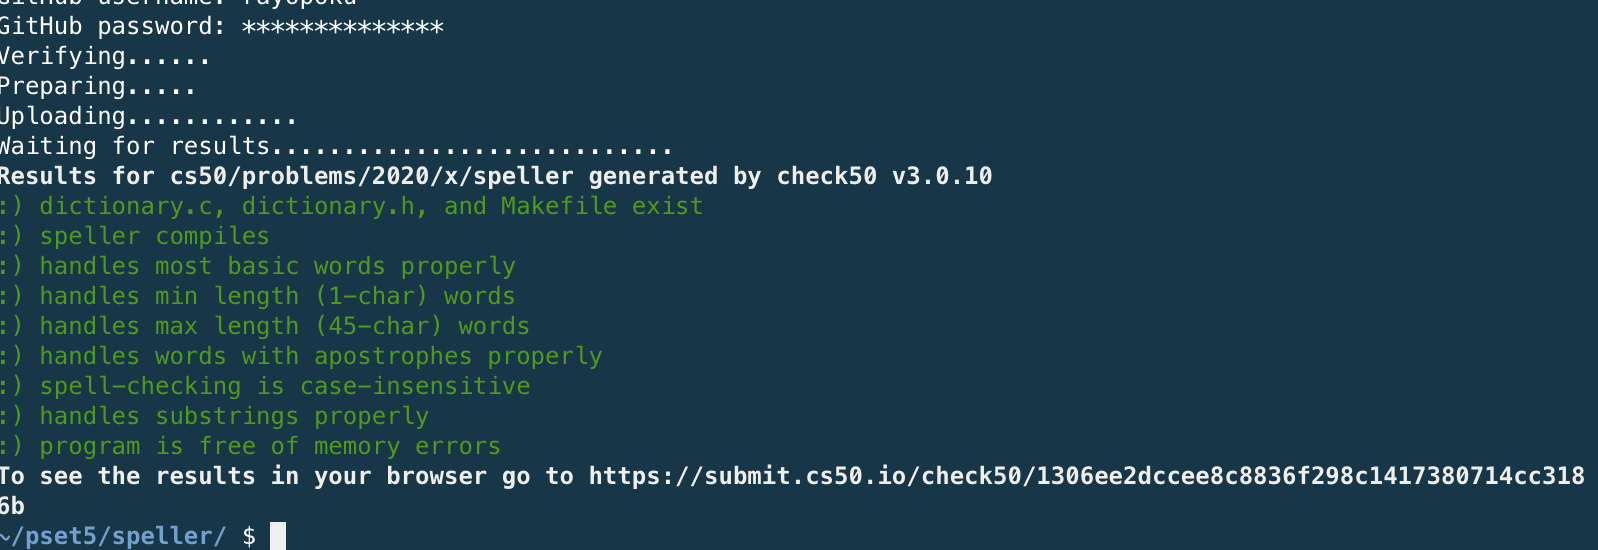 GitHub username:
GitHub password: **************
Verifying......
Preparing.....
Uploading............
Waiting for results............................
Results for cs50/problems/2020/x/speller generated by check50 v3.0.10
:) dictionary.c, dictionary.h, and Makefile exist
:) speller compiles
:) handles most basic words properly
:) handles min length (1-char) words
:) handles max length (45-char) words
:) handles words with apostrophes properly
:) spell-checking is case-insensitive
:) handles substrings properly
:) program is free of memory errors
To see the results in your browser go to https://submit.cs50.io/check50/1306ee2dccee8c8836f298c1417380714cc318
6b
~/pset5/speller/ $